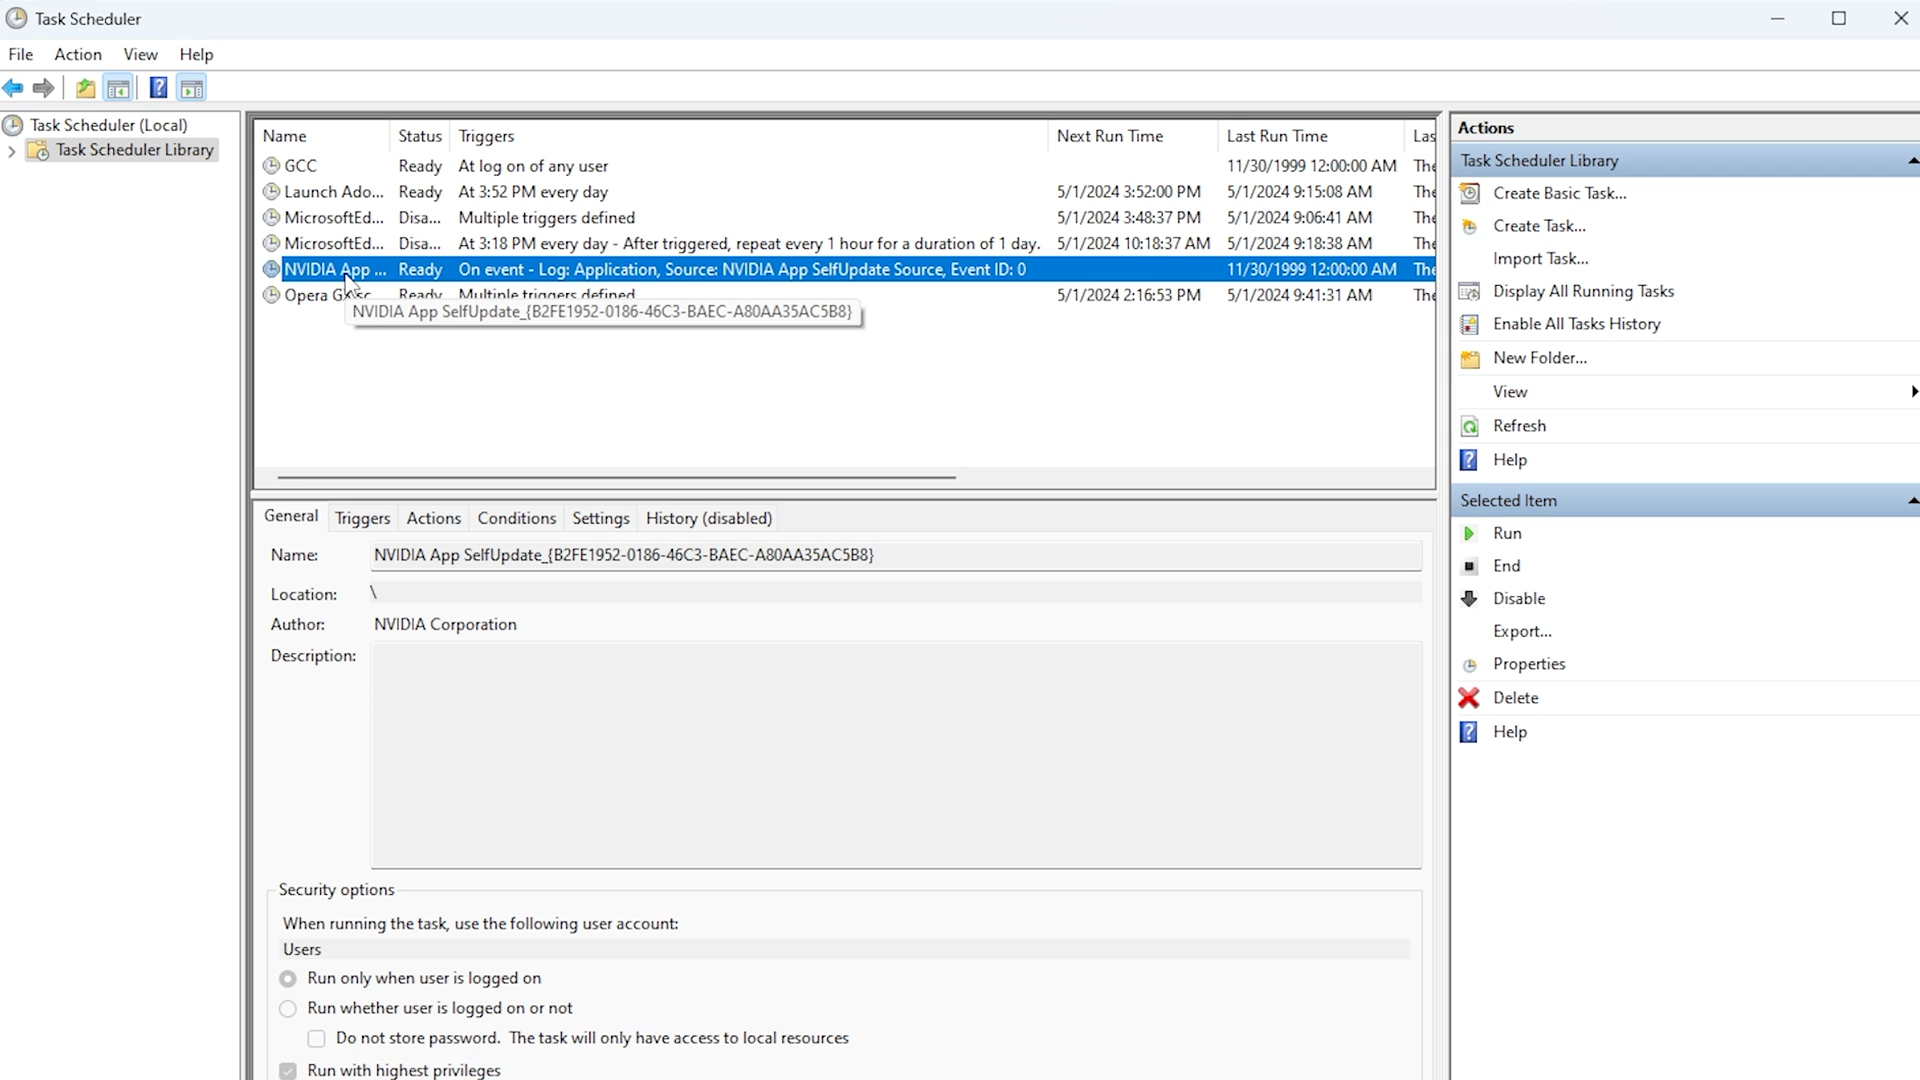 Task Scheduler
File Action View Help
Task Scheduler (Local)
Task Scheduler Library
Name Status Triggers Next Run Time Last Run Time Las
GCC Ready At log on of any user 11/30/1999 12:00:00 AM The
Launch Ado... Ready At 3:52 PM every day 5/1/2024 3:52:00 PM 5/1/2024 9:15:08 AM The
MicrosoftEd... Disa... Multiple triggers defined 5/1/2024 3:48:37 PM 5/1/2024 9:06:41 AM The
MicrosoftEd... Disa... At 3:18 PM every day - After triggered, repeat every 1 hour for a duration of 1 day. 5/1/2024 10:18:37 AM 5/1/2024 9:18:38 AM The
NVIDIA App ... Ready On event - Log: Application, Source: NVIDIA App SelfUpdate Source, Event ID: 0 11/30/1999 12:00:00 AM The
Opera GX sc... Ready Multiple triggers defined 5/1/2024 2:16:53 PM 5/1/2024 9:41:31 AM The
NVIDIA App SelfUpdate_{B2FE1952-0186-46C3-BAEC-A80AA35AC5B8}
General Triggers Actions Conditions Settings History (disabled)
Name: NVIDIA App SelfUpdate_{B2FE1952-0186-46C3-BAEC-A80AA35AC5B8}
Location: \
Author: NVIDIA Corporation
Description:
Security options
When running the task, use the following user account:
Users
Run only when user is logged on
Run whether user is logged on or not
Do not store password. The task will only have access to local resources
Run with highest privileges
Actions
Task Scheduler Library
Create Basic Task...
Create Task...
Import Task...
Display All Running Tasks
Enable All Tasks History
New Folder...
View
Refresh
Help
Selected Item
Run
End
Disable
Export...
Properties
Delete
Help